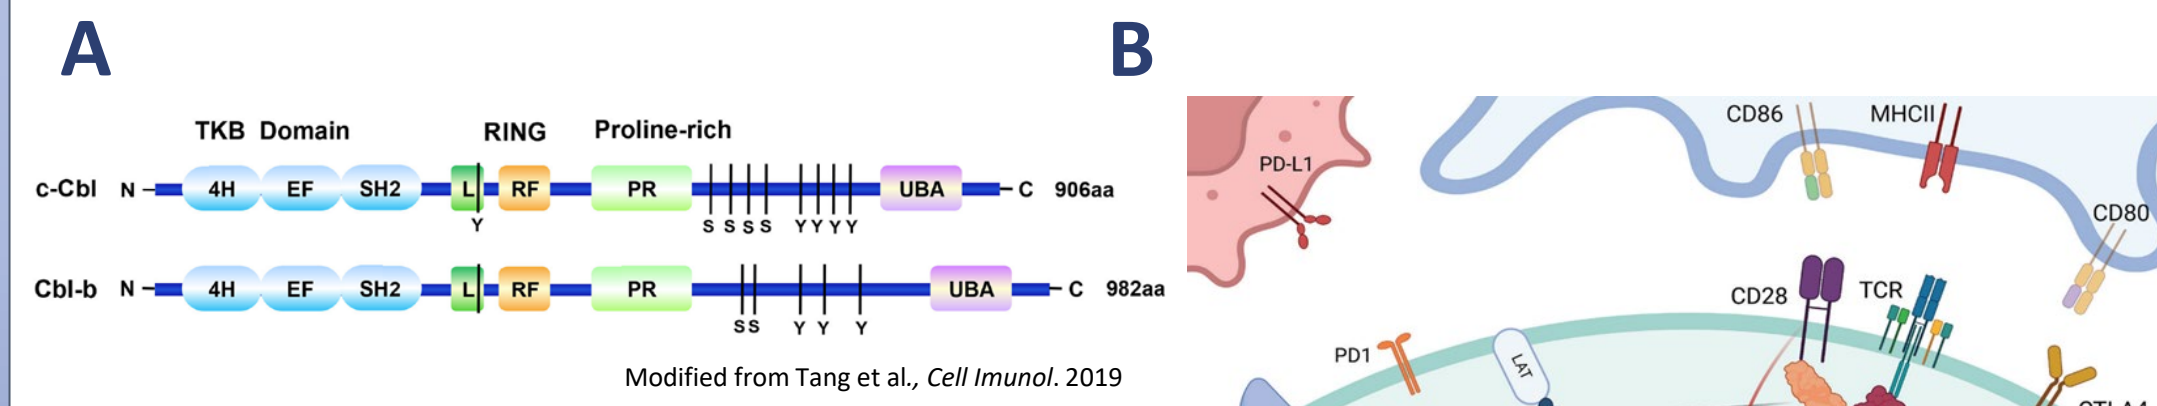 A
TKB Domain RING Proline-rich
c-Cbl N 4H EF SH2 L RF PR UBA C 906aa
Y S S S S Y Y Y Y
Cbl-b N 4H EF SH2 L RF PR UBA C 982aa
S S Y Y Y
Modified from Tang et al., Cell Imunol. 2019
B
CD86 MHCII
PD-L1
CD80
CD28 TCR
PD1
LAT
CTLA4